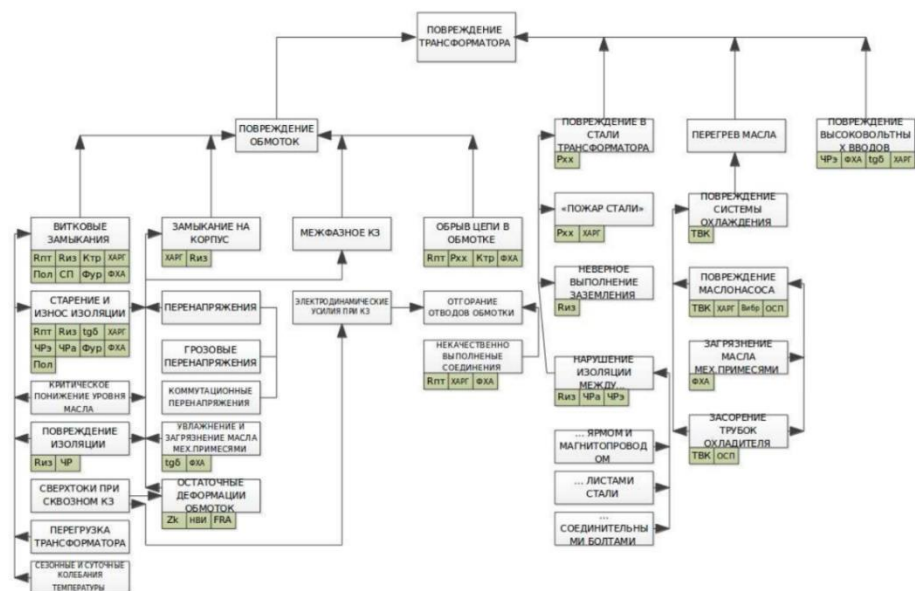 ПОВРЕЖДЕНИЕ
ТРАНСФОРМАТОРА
ПОВРЕЖДЕНИЕ
ОБМОТОК
ПОВРЕЖДЕНИЕ В
СТАЛИ
ТРАНСФОРМАТОРА
Рхх
ПЕРЕГРЕВ МАСЛА
ПОВРЕЖДЕНИЕ
ВЫСОКОВОЛЬТНЫ
Х ВВОДОВ
ЧРэ ФХА tgδ ХАРГ
ВИТКОВЫЕ
ЗАМЫКАНИЯ
Rпт Rиз Ктр ХАРГ
Пол СП Фур ФХА
ЗАМЫКАНИЕ НА
КОРПУС
ХАРГ Rиз
МЕЖФАЗНОЕ КЗ
ОБРЫВ ЦЕПИ В
ОБМОТКЕ
Rпт Рхх Ктр ФХА
«ПОЖАР СТАЛИ»
Рхх ХАРГ
ПОВРЕЖДЕНИЕ
СИСТЕМЫ
ОХЛАЖДЕНИЯ
ТВК
СТАРЕНИЕ И
ИЗНОС ИЗОЛЯЦИИ
Rпт Rиз tgδ ХАРГ
ЧРэ ЧРа Фур ФХА
Пол
ПЕРЕНАПРЯЖЕНИЯ
ЭЛЕКТРОДИНАМИЧЕСКИЕ
УСИЛИЯ ПРИ КЗ
ОТГОРАНИЕ
ОТВОДОВ ОБМОТКИ
НЕВЕРНОЕ
ВЫПОЛНЕНИЕ
ЗАЗЕМЛЕНИЯ
Rиз
ПОВРЕЖДЕНИЕ
МАСЛОНАСОСА
ТВК ХАРГ Вибр ОСП
ГРОЗОВЫЕ
ПЕРЕНАПРЯЖЕНИЯ
НЕКАЧЕСТВЕННО
ВЫПОЛНЕНЫЕ
СОЕДИНЕНИЯ
Rпт ХАРГ ФХА
НАРУШЕНИЕ
ИЗОЛЯЦИИ
МЕЖДУ...
Rиз ЧРа ЧРэ
ЗАГРЯЗНЕНИЕ
МАСЛА
МЕХ.ПРИМЕСЯМИ
ФХА
КРИТИЧЕСКОЕ
ПОНИЖЕНИЕ УРОВНЯ
МАСЛА
КОММУТАЦИОННЫЕ
ПЕРЕНАПРЯЖЕНИЯ
ПОВРЕЖДЕНИЕ
ИЗОЛЯЦИИ
Rиз ЧР
УВЛАЖНЕНИЕ И
ЗАГРЯЗНЕНИЕ МАСЛА
МЕХ.ПРИМЕСЯМИ
tgδ ФХА
... ЯРМОМ И
МАГНИТОПРОВОД
ОМ
ЗАСОРЕНИЕ
ТРУБОК
ОХЛАДИТЕЛЯ
ТВК ОСП
СВЕРХТОКИ ПРИ
СКВОЗНОМ КЗ
ОСТАТОЧНЫЕ
ДЕФОРМАЦИИ
ОБМОТОК
Zk НВИ FRA
... ЛИСТАМИ
СТАЛИ
ПЕРЕГРУЗКА
ТРАНСФОРМАТОРА
...
СОЕДИНИТЕЛЬНЫ
МИ БОЛТАМИ
СЕЗОННЫЕ И СУТОЧНЫЕ
КОЛЕБАНИЯ
ТЕМПЕРАТУРЫ